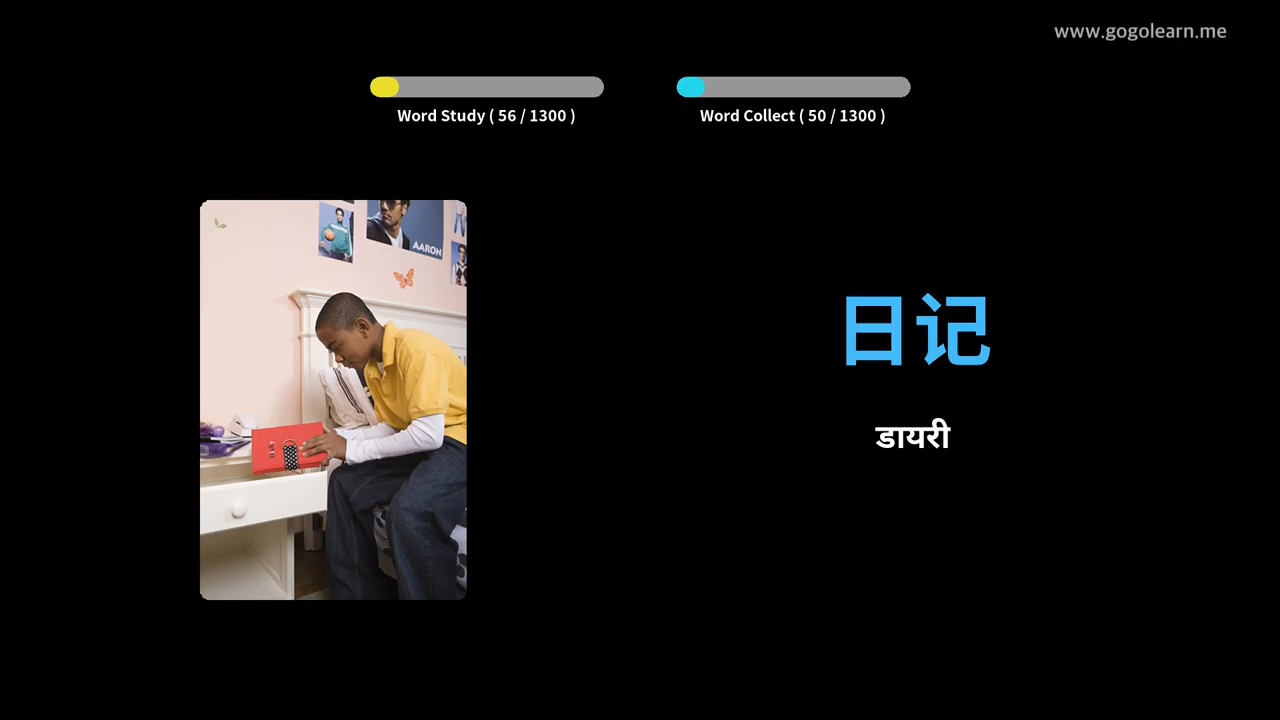 www.gogolearn.me
Word Study ( 56 / 1300 )
Word Collect ( 50 / 1300 )
AARON
日记
डायरी